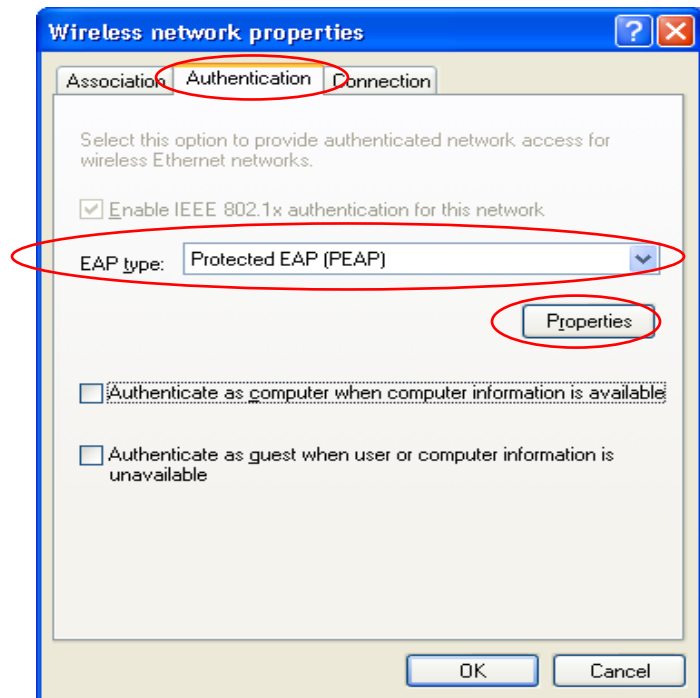 Wireless network properties
Association Authentication Connection
Select this option to provide authenticated network access for
wireless Ethernet networks.
Enable IEEE 802.1x authentication for this network
EAP type: Protected EAP (PEAP)
Properties
Authenticate as computer when computer information is available
Authenticate as guest when user or computer information is
unavailable
OK Cancel